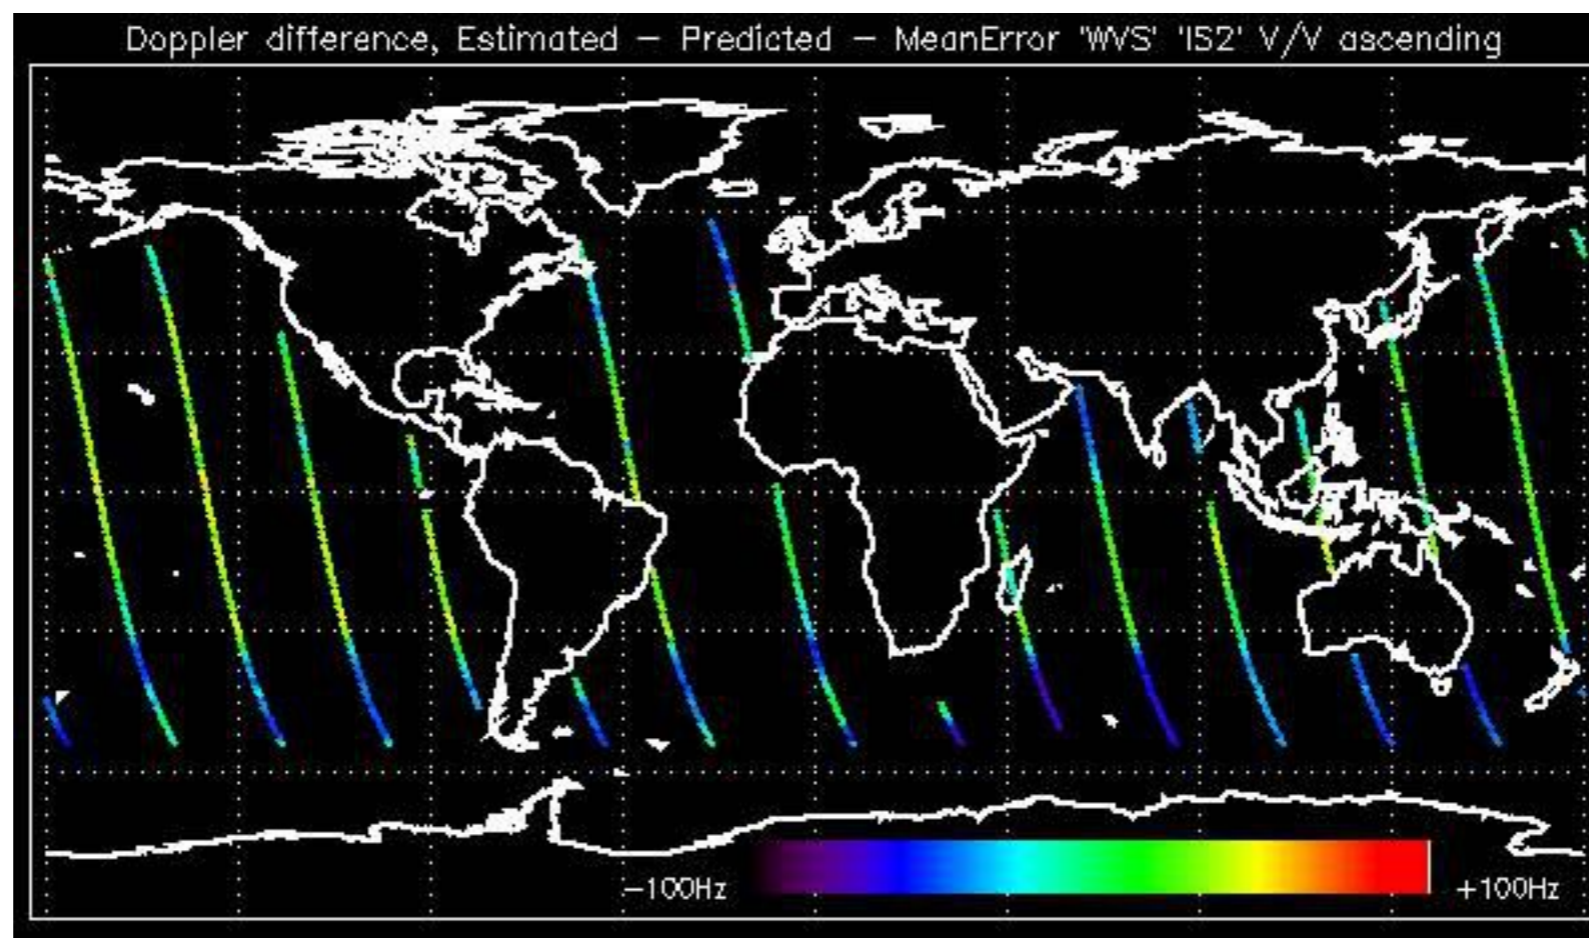 Doppler difference, Estimated – Predicted – MeanError 'WVS' 'IS2' V/V ascending
–100Hz
+100Hz